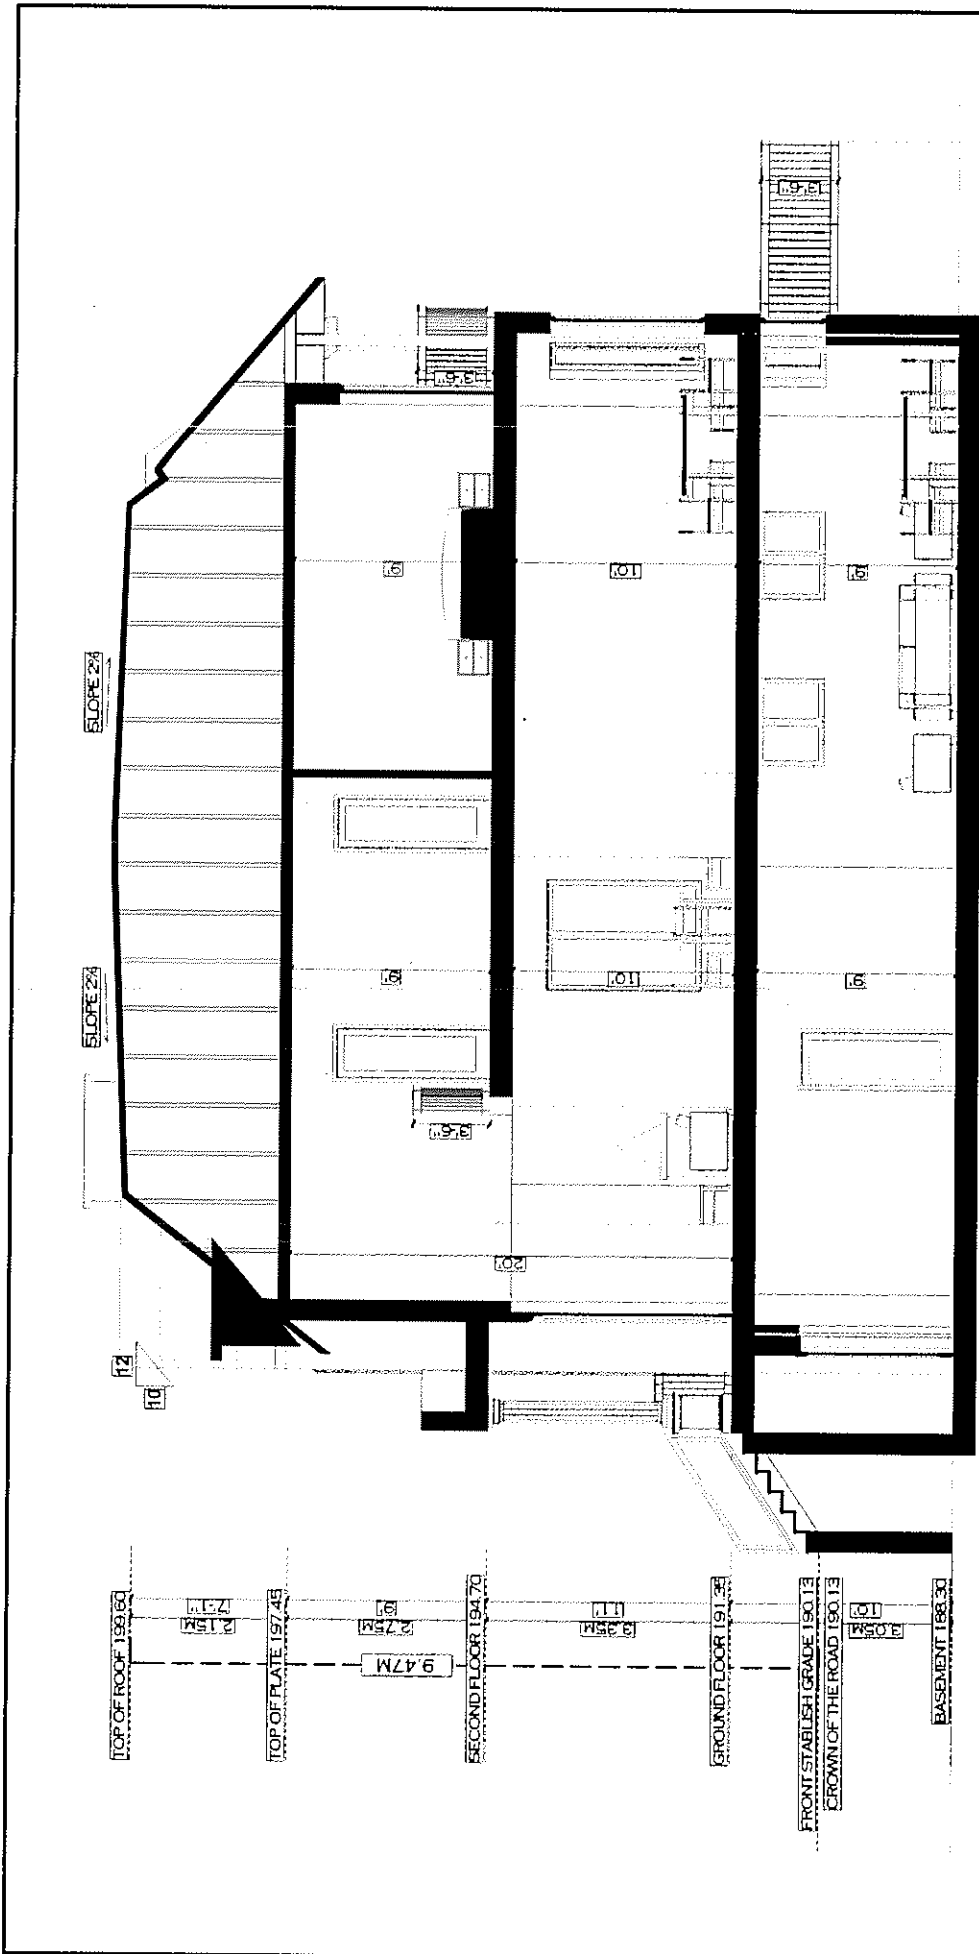 TOP OF ROOF 199.60
7'-1"
2.15M
TOP OF PLATE 197.45
9'
2.75M
9.47M
SECOND FLOOR 194.70
11'
3.35M
GROUND FLOOR 191.35
FRONT STABLISH GRADE 190.13
CROWN OF THE ROAD 190.13
10'
3.05M
BASEMENT 188.30
12
10
SLOPE 2%
SLOPE 2%
20'
3'-6"
9'
10'
9'
9'
10'
9'
3'-6"
3'-6"